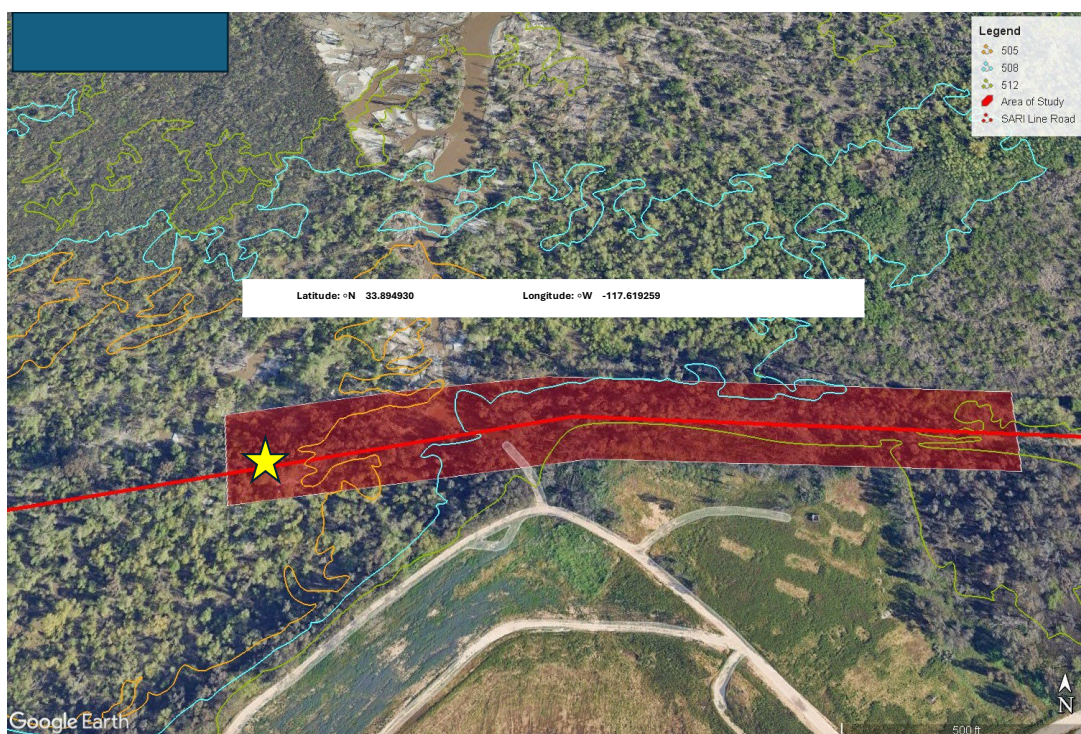 Legend
505
508
512
Area of Study
SARI Line Road
Latitude: ◦N 33.894930 Longitude: ◦W -117.619259
N
Google Earth
500 ft